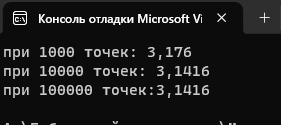 Консоль отладки Microsoft Vi
при 1000 точек: 3,176
при 10000 точек: 3,1416
при 100000 точек:3,1416